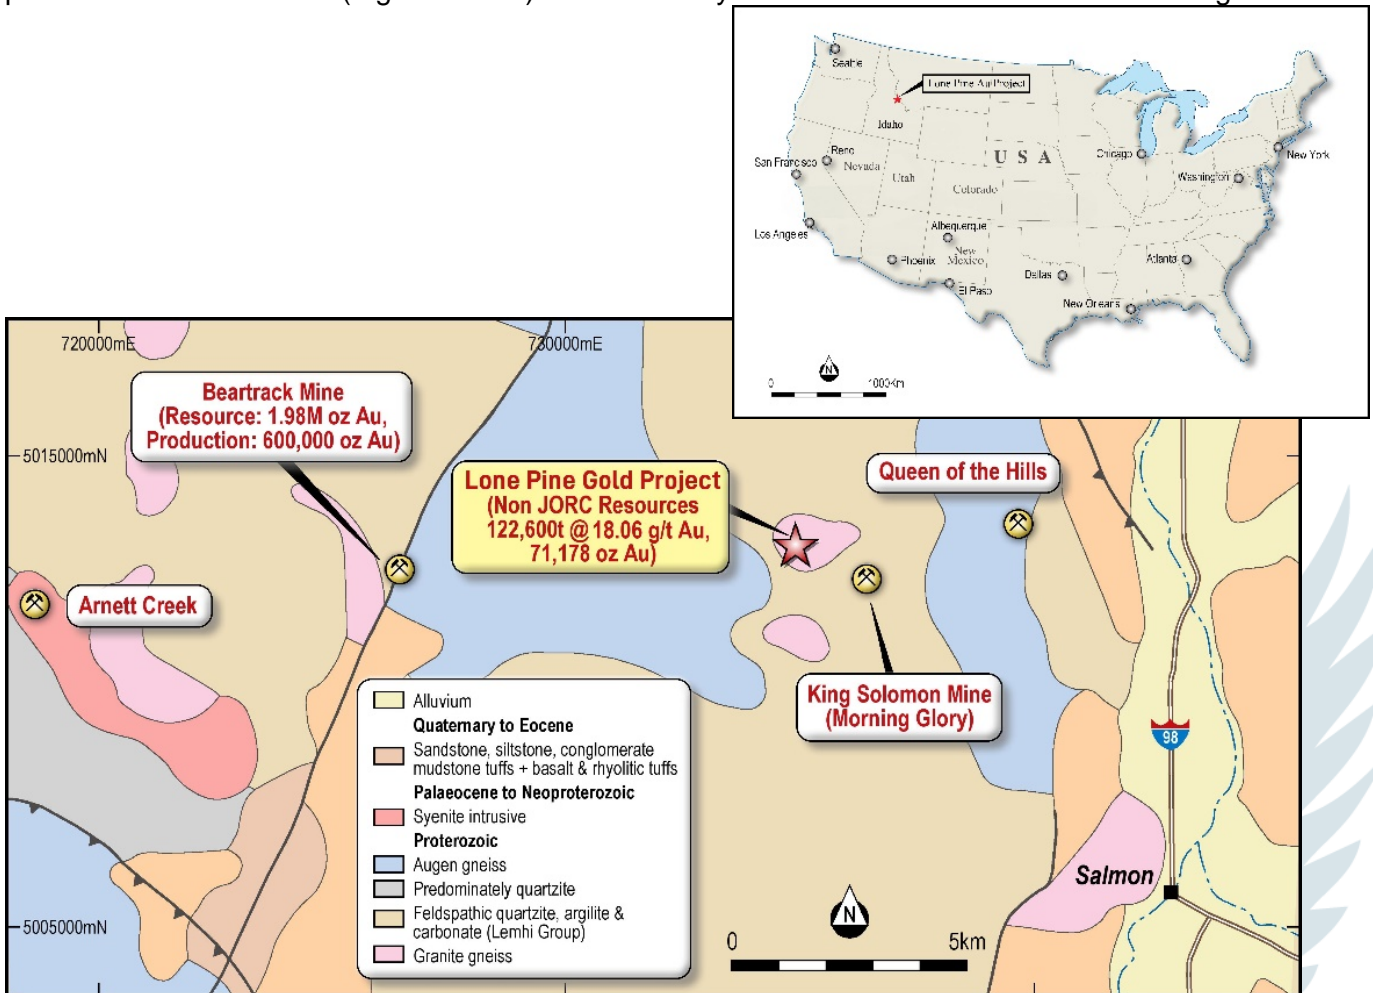 Seattle
Lone Pine Au Project
Idaho
Reno
San Francisco
Nevada
Utah
U S A
Colorado
Chicago
New York
Washington
Los Angeles
Albequerque
New
Mexico
Phoenix
El Paso
Dallas
Atlanta
New Orleans
0 1000Km
720000mE
730000mE
Beartrack Mine
(Resource: 1.98M oz Au,
Production: 600,000 oz Au)
5015000mN
Lone Pine Gold Project
(Non JORC Resources
122,600t @ 18.06 g/t Au,
71,178 oz Au)
Queen of the Hills
Arnett Creek
King Solomon Mine
(Morning Glory)
98
Alluvium
Quaternary to Eocene
Sandstone, siltstone, conglomerate
mudstone tuffs + basalt & rhyolitic tuffs
Palaeocene to Neoproterozoic
Syenite intrusive
Proterozoic
Augen gneiss
Predominately quartzite
Feldspathic quartzite, argilite &
carbonate (Lemhi Group)
Granite gneiss
Salmon
5005000mN
N
0 5km